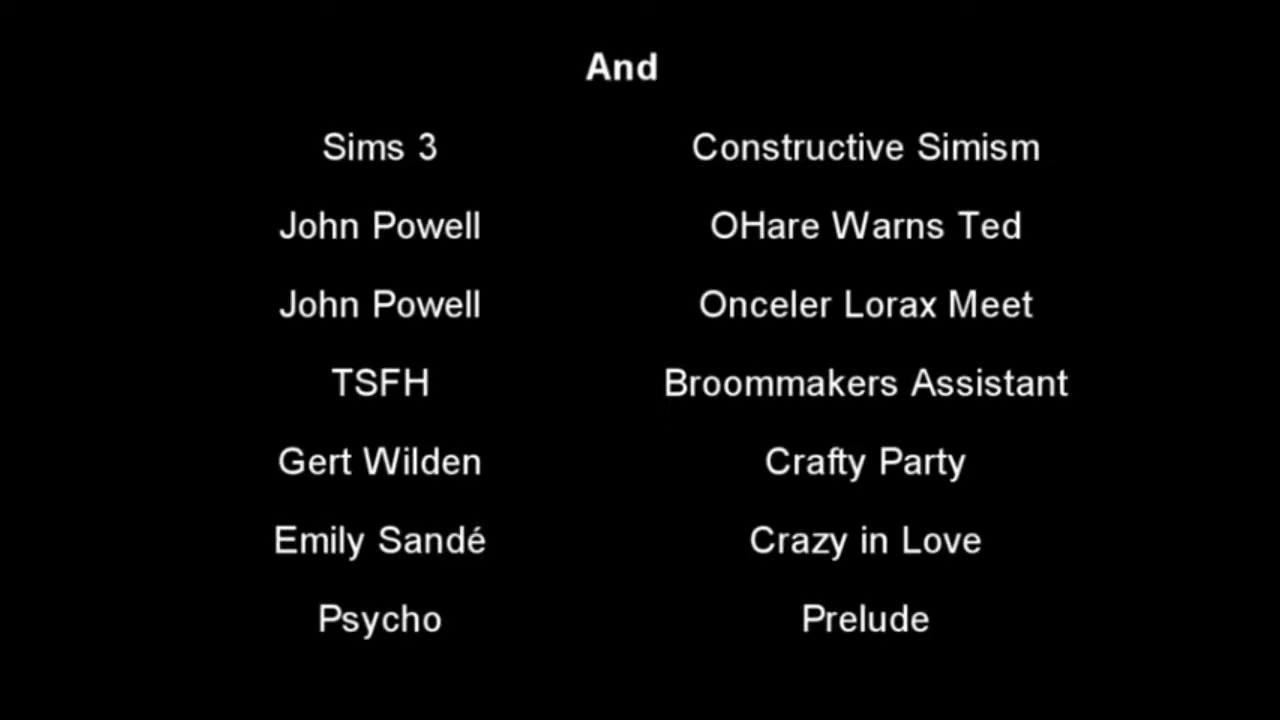 And
Sims 3 Constructive Simism
John Powell OHare Warns Ted
John Powell Onceler Lorax Meet
TSFH Broommakers Assistant
Gert Wilden Crafty Party
Emily Sandé Crazy in Love
Psycho Prelude